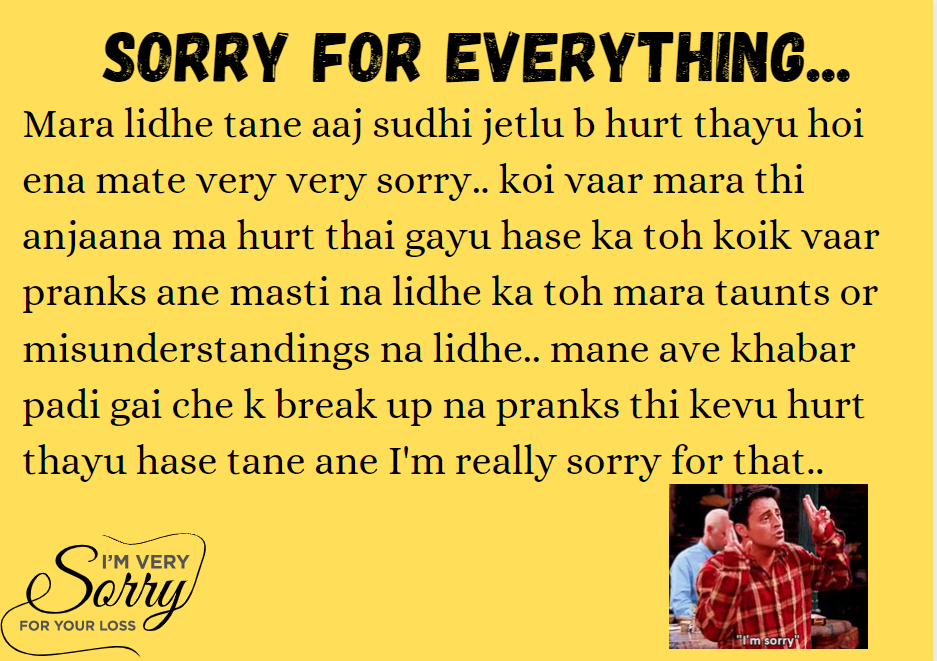 SORRY FOR EVERYTHING...
Mara lidhe tane aaj sudhi jetlu b hurt thayu hoi
ena mate very very sorry.. koi vaar mara thi
anjaana ma hurt thai gayu hase ka toh koik vaar
pranks ane masti na lidhe ka toh mara taunts or
misunderstandings na lidhe.. mane ave khabar
padi gai che k break up na pranks thi kevu hurt
thayu hase tane ane I'm really sorry for that..
I'M VERY
Sorry
FOR YOUR LOSS
"I'm sorry"